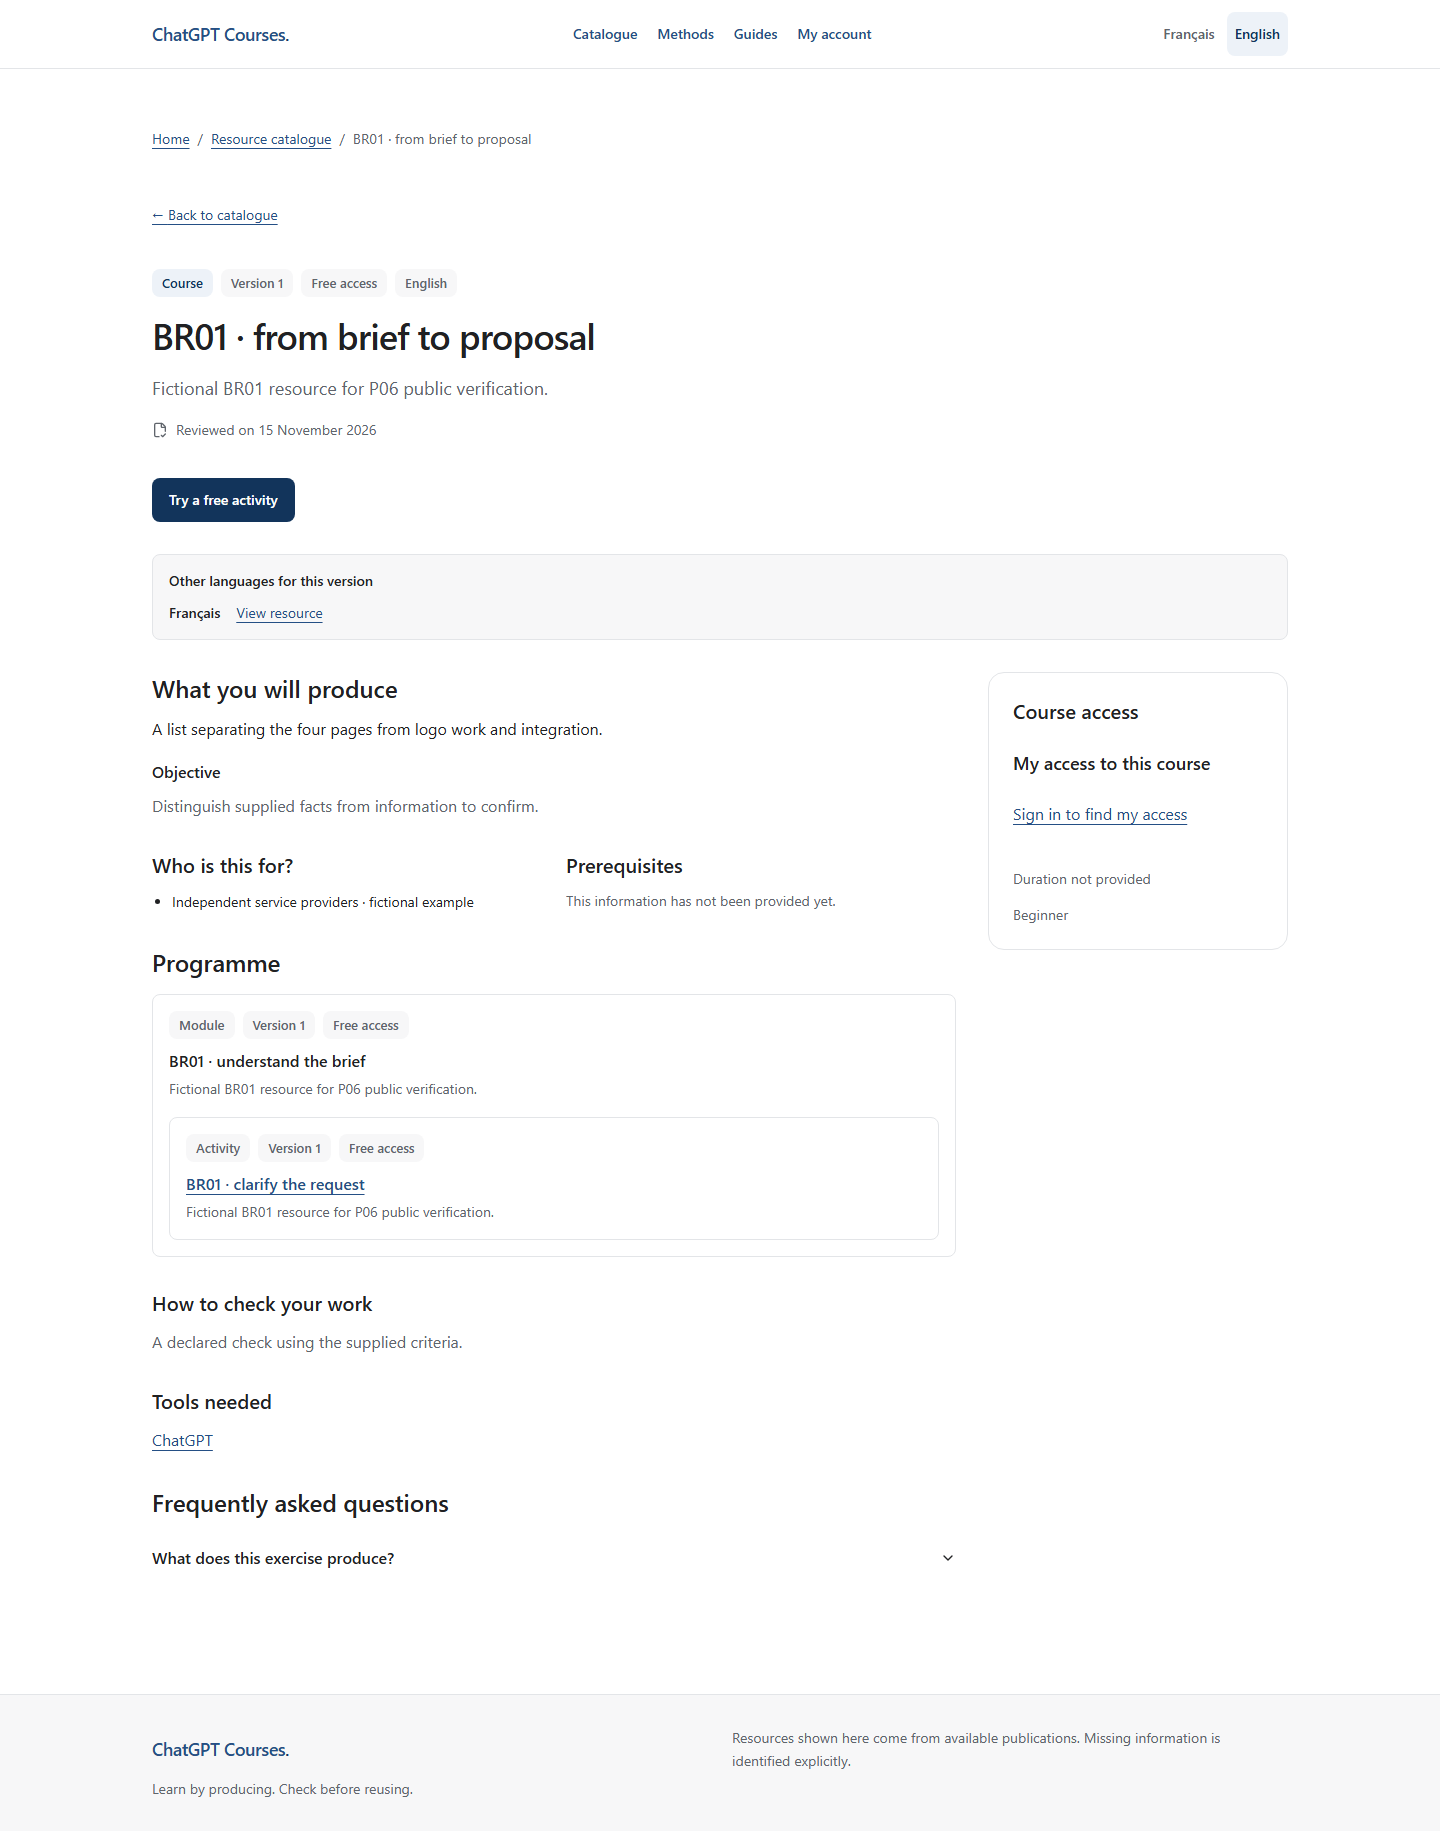 ChatGPT Courses.
Catalogue Methods Guides My account
Français English
Home / Resource catalogue / BR01 · from brief to proposal
← Back to catalogue
Course Version 1 Free access English
BR01 · from brief to proposal
Fictional BR01 resource for P06 public verification.
Reviewed on 15 November 2026
Try a free activity
Other languages for this version
Français View resource
What you will produce
A list separating the four pages from logo work and integration.
Objective
Distinguish supplied facts from information to confirm.
Who is this for?
Independent service providers · fictional example
Prerequisites
This information has not been provided yet.
Programme
Module Version 1 Free access
BR01 · understand the brief
Fictional BR01 resource for P06 public verification.
Activity Version 1 Free access
BR01 · clarify the request
Fictional BR01 resource for P06 public verification.
How to check your work
A declared check using the supplied criteria.
Tools needed
ChatGPT
Frequently asked questions
What does this exercise produce?
Course access
My access to this course
Sign in to find my access
Duration not provided
Beginner
ChatGPT Courses.
Learn by producing. Check before reusing.
Resources shown here come from available publications. Missing information is
identified explicitly.